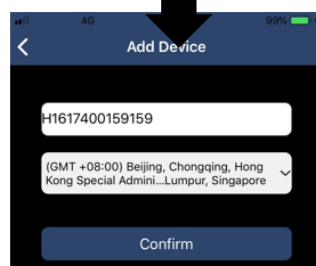 4G 99%
Add Device
H1617400159159
(GMT +08:00) Beijing, Chongqing, Hong
Kong Special Admini...Lumpur, Singapore
Confirm